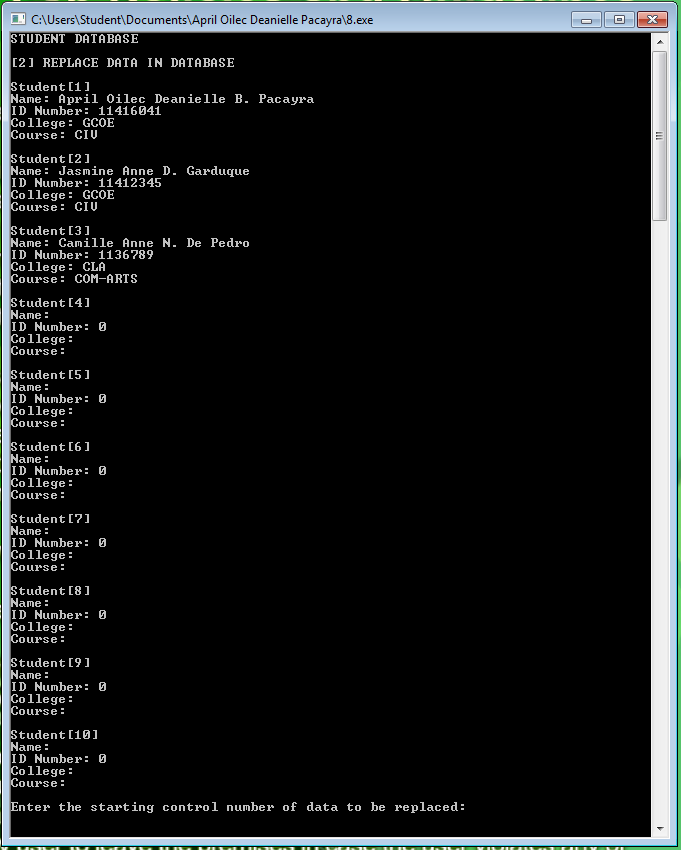 C:\Users\Student\Documents\April Oilec Deanielle Pacayra\8.exe
STUDENT DATABASE
[2] REPLACE DATA IN DATABASE
Student[1]
Name: April Oilec Deanielle B. Pacayra
ID Number: 11416041
College: GCOE
Course: CIV
Student[2]
Name: Jasmine Anne D. Garduque
ID Number: 11412345
College: GCOE
Course: CIV
Student[3]
Name: Camille Anne N. De Pedro
ID Number: 1136789
College: CLA
Course: COM-ARTS
Student[4]
Name:
ID Number: 0
College:
Course:
Student[5]
Name:
ID Number: 0
College:
Course:
Student[6]
Name:
ID Number: 0
College:
Course:
Student[7]
Name:
ID Number: 0
College:
Course:
Student[8]
Name:
ID Number: 0
College:
Course:
Student[9]
Name:
ID Number: 0
College:
Course:
Student[10]
Name:
ID Number: 0
College:
Course:
Enter the starting control number of data to be replaced: